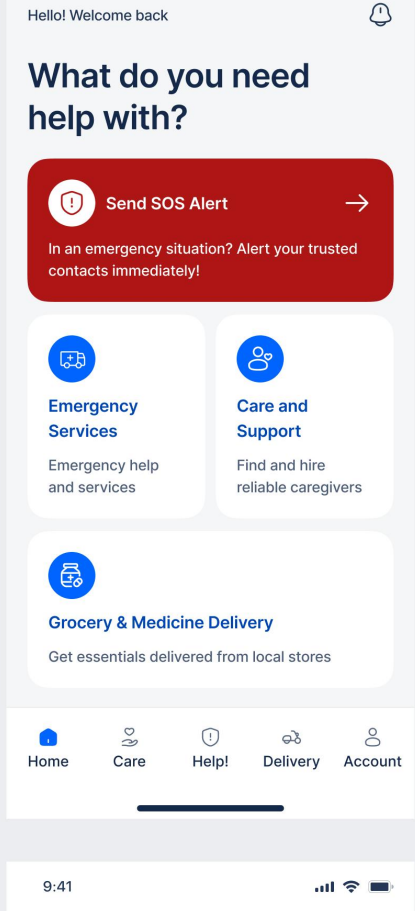 Hello! Welcome back
What do you need
help with?
Send SOS Alert
In an emergency situation? Alert your trusted
contacts immediately!
Emergency
Services
Emergency help
and services
Care and
Support
Find and hire
reliable caregivers
Grocery & Medicine Delivery
Get essentials delivered from local stores
Home
Care
Help!
Delivery
Account
9:41